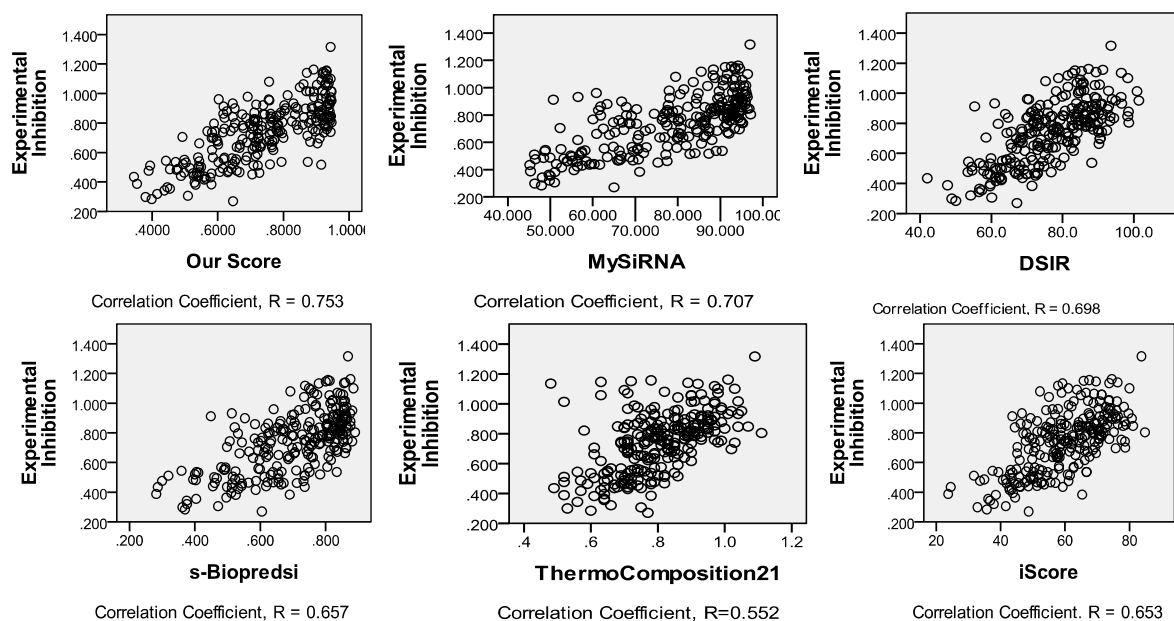 Experimental
Inhibition
1.400
1.200
1.000
.800
.600
.400
.200
.4000 .6000 .8000
Our Score
Correlation Coefficient, R = 0.753
Experimental
Inhibition
1.400
1.200
1.000
.800
.600
.400
.200
40.000 60.000 80.000 100.00
50.000 70.000 90.000
MySiRNA
Correlation Coefficient, R = 0.707
Experimental
Inhibition
1.400
1.200
1.000
.800
.600
.400
.200
40.0 60.0 80.0 100.0
DSIR
Correlation Coefficient, R = 0.698
Experimental
Inhibition
1.400
1.200
1.000
.800
.600
.400
.200
.200 .400 .600 .800
s-Biopredsi
Correlation Coefficient, R = 0.657
Experimental
Inhibition
1.400
1.200
1.000
.800
.600
.400
.200
.4 .6 .8 1.0 1.2
ThermoComposition21
Correlation Coefficient, R=0.552
Experimental
Inhibition
1.400
1.200
1.000
.800
.600
.400
.200
20 40 60 80
iScore
Correlation Coefficient. R = 0.653